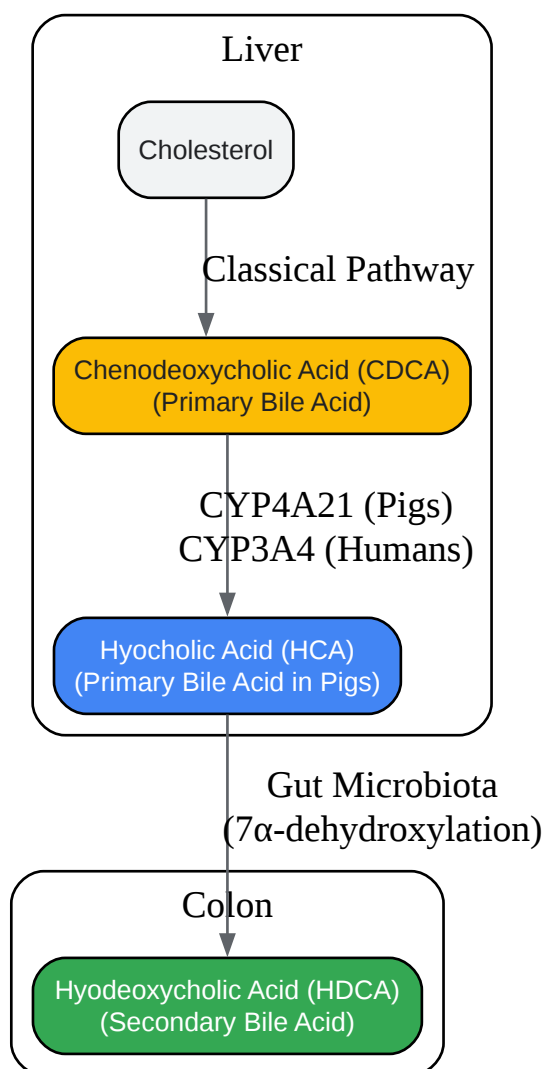 Liver
Cholesterol
Classical Pathway
Chenodeoxycholic Acid (CDCA)
(Primary Bile Acid)
CYP4A21 (Pigs)
CYP3A4 (Humans)
Hyocholic Acid (HCA)
(Primary Bile Acid in Pigs)
Gut Microbiota
(7α-dehydroxylation)
Colon
Hyodeoxycholic Acid (HDCA)
(Secondary Bile Acid)